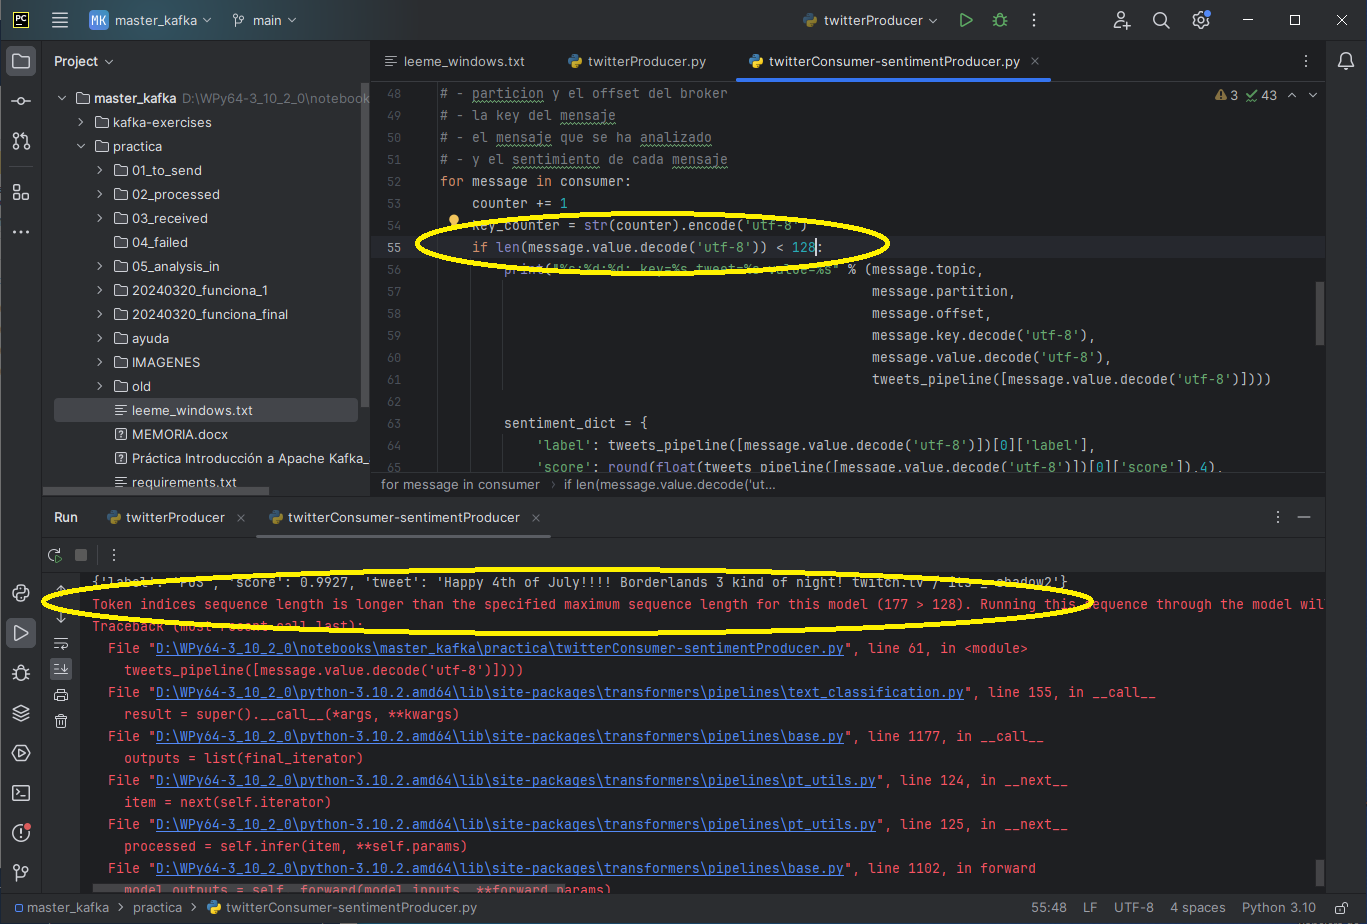 PC MK master_kafka main twitterProducer
Project
leeme_windows.txt twitterProducer.py twitterConsumer-sentimentProducer.py
master_kafka D:\WPy64-3_10_2_0\notebook
kafka-exercises
practica
01_to_send
02_processed
03_received
04_failed
05_analysis_in
20240320_funciona_1
20240320_funciona_final
ayuda
IMAGENES
old
leeme_windows.txt
MEMORIA.docx
Práctica Introducción a Apache Kafka_
requirements.txt
3 43
48 # - particion y el offset del broker
49 # - la key del mensaje
50 # - el mensaje que se ha analizado
51 # - y el sentimiento de cada mensaje
52 for message in consumer:
53 counter += 1
54 key_counter = str(counter).encode('utf-8')
55 if len(message.value.decode('utf-8')) < 128:
56 % (message.topic,
57 message.partition,
58 message.offset,
59 message.key.decode('utf-8'),
60 message.value.decode('utf-8'),
61 tweets_pipeline([message.value.decode('utf-8')])))
62
63 sentiment_dict = {
64 'label': tweets_pipeline([message.value.decode('utf-8')])[0]['label'],
65 'score': round(float(tweets_pipeline([message.value.decode('utf-8')])[0]['score']),4),
for message in consumer if len(message.value.decode('ut...
Run twitterProducer twitterConsumer-sentimentProducer
{'label': 'POS', 'score': 0.9927, 'tweet': 'Happy 4th of July!!!! Borderlands 3 kind of night! twitch.tv /
Token indices sequence length is longer than the specified maximum sequence length for this model (177 > 128). Running this sequence through the model wil
Traceback (most recent call last):
File "D:\WPy64-3_10_2_0\notebooks\master_kafka\practica\twitterConsumer-sentimentProducer.py", line 61, in <module>
tweets_pipeline([message.value.decode('utf-8')])))
File "D:\WPy64-3_10_2_0\python-3.10.2.amd64\lib\site-packages\transformers\pipelines\text_classification.py", line 155, in __call__
result = super().__call__(*args, **kwargs)
File "D:\WPy64-3_10_2_0\python-3.10.2.amd64\lib\site-packages\transformers\pipelines\base.py", line 1177, in __call__
outputs = list(final_iterator)
File "D:\WPy64-3_10_2_0\python-3.10.2.amd64\lib\site-packages\transformers\pipelines\pt_utils.py", line 124, in __next__
item = next(self.iterator)
File "D:\WPy64-3_10_2_0\python-3.10.2.amd64\lib\site-packages\transformers\pipelines\pt_utils.py", line 125, in __next__
processed = self.infer(item, **self.params)
File "D:\WPy64-3_10_2_0\python-3.10.2.amd64\lib\site-packages\transformers\pipelines\base.py", line 1102, in forward
model_outputs = self._forward(model_inputs, **forward_params)
master_kafka practica twitterConsumer-sentimentProducer.py
55:48 LF UTF-8 4 spaces Python 3.10